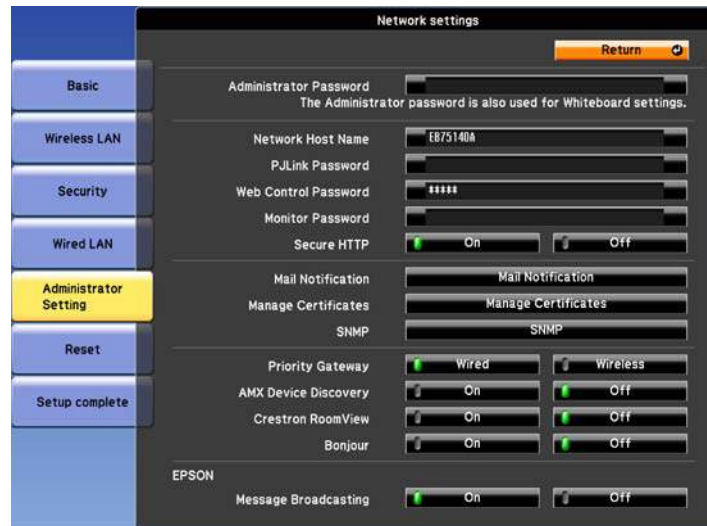 Network settings
Return
Basic
Wireless LAN
Security
Wired LAN
Administrator
Setting
Reset
Setup complete
Administrator Password
The Administrator password is also used for Whiteboard settings.
Network Host Name EB75140A
PJLink Password
Web Control Password *****
Monitor Password
Secure HTTP On Off
Mail Notification Mail Notification
Manage Certificates Manage Certificates
SNMP SNMP
Priority Gateway Wired Wireless
AMX Device Discovery On Off
Crestron RoomView On Off
Bonjour On Off
EPSON
Message Broadcasting On Off